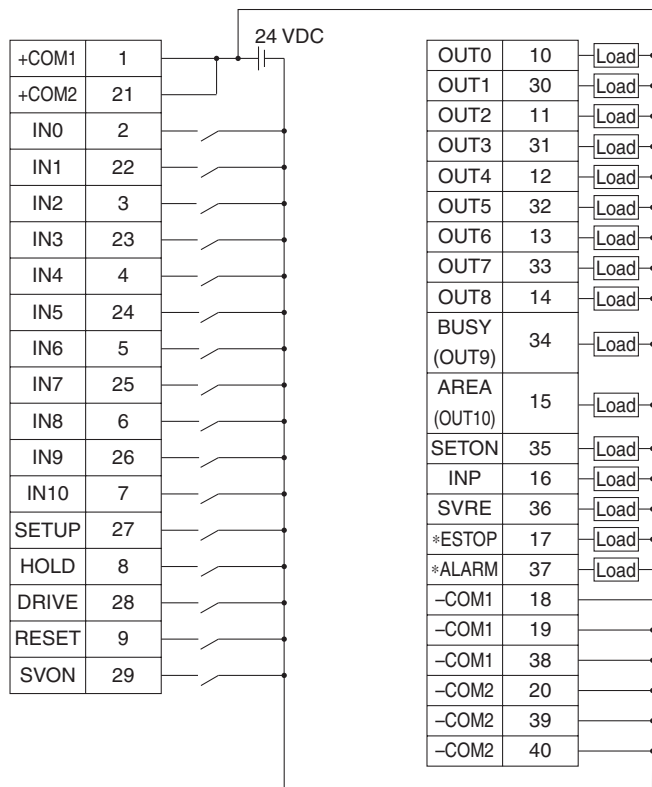 24 VDC
+COM1 1
+COM2 21
IN0 2
IN1 22
IN2 3
IN3 23
IN4 4
IN5 24
IN6 5
IN7 25
IN8 6
IN9 26
IN10 7
SETUP 27
HOLD 8
DRIVE 28
RESET 9
SVON 29
OUT0 10 Load
OUT1 30 Load
OUT2 11 Load
OUT3 31 Load
OUT4 12 Load
OUT5 32 Load
OUT6 13 Load
OUT7 33 Load
OUT8 14 Load
BUSY
(OUT9) 34 Load
AREA
(OUT10) 15 Load
SETON 35 Load
INP 16 Load
SVRE 36 Load
*ESTOP 17 Load
*ALARM 37 Load
−COM1 18
−COM1 19
−COM1 38
−COM2 20
−COM2 39
−COM2 40